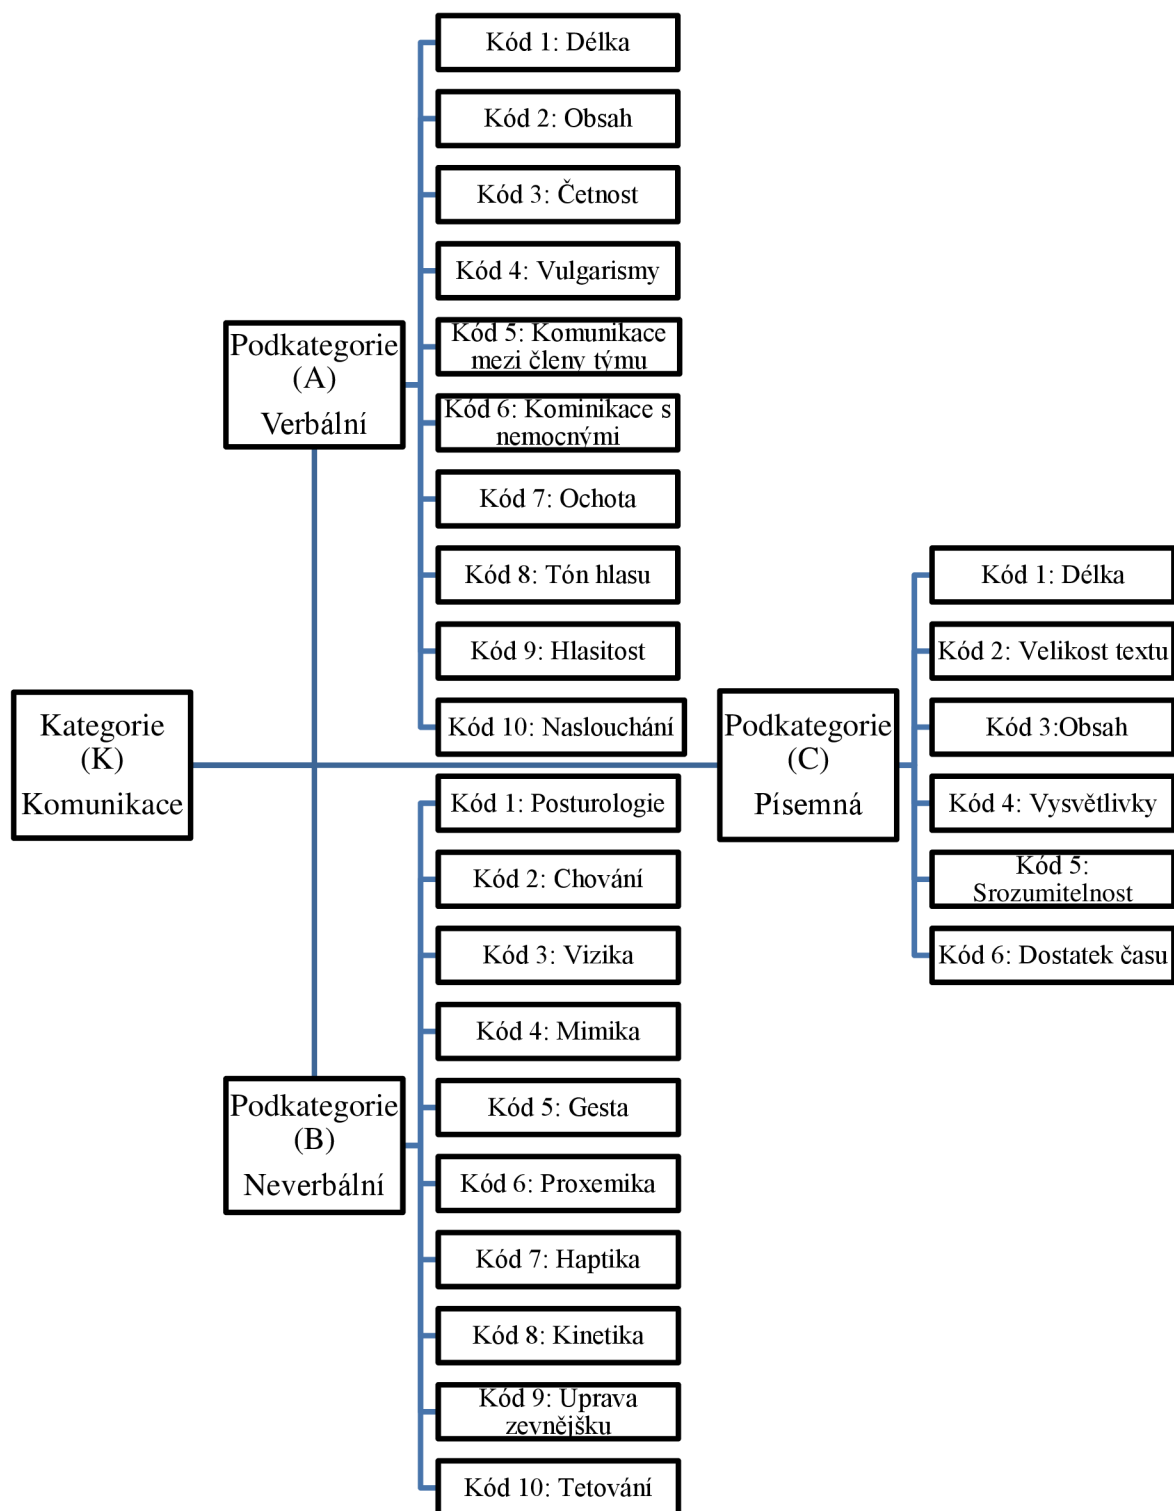 Kategorie
(K)
Komunikace
Podkategorie
(A)
Verbální
Kód 1: Délka
Kód 2: Obsah
Kód 3: Četnost
Kód 4: Vulgarismy
Kód 5: Komunikace
mezi členy týmu
Kód 6: Kominikace s
nemocnými
Kód 7: Ochota
Kód 8: Tón hlasu
Kód 9: Hlasitost
Kód 10: Naslouchání
Podkategorie
(B)
Neverbální
Kód 1: Posturologie
Kód 2: Chování
Kód 3: Vizika
Kód 4: Mimika
Kód 5: Gesta
Kód 6: Proxemika
Kód 7: Haptika
Kód 8: Kinetika
Kód 9: Uprava
zevnějšku
Kód 10: Tetování
Podkategorie
(C)
Písemná
Kód 1: Délka
Kód 2: Velikost textu
Kód 3:Obsah
Kód 4: Vysvětlivky
Kód 5:
Srozumitelnost
Kód 6: Dostatek času